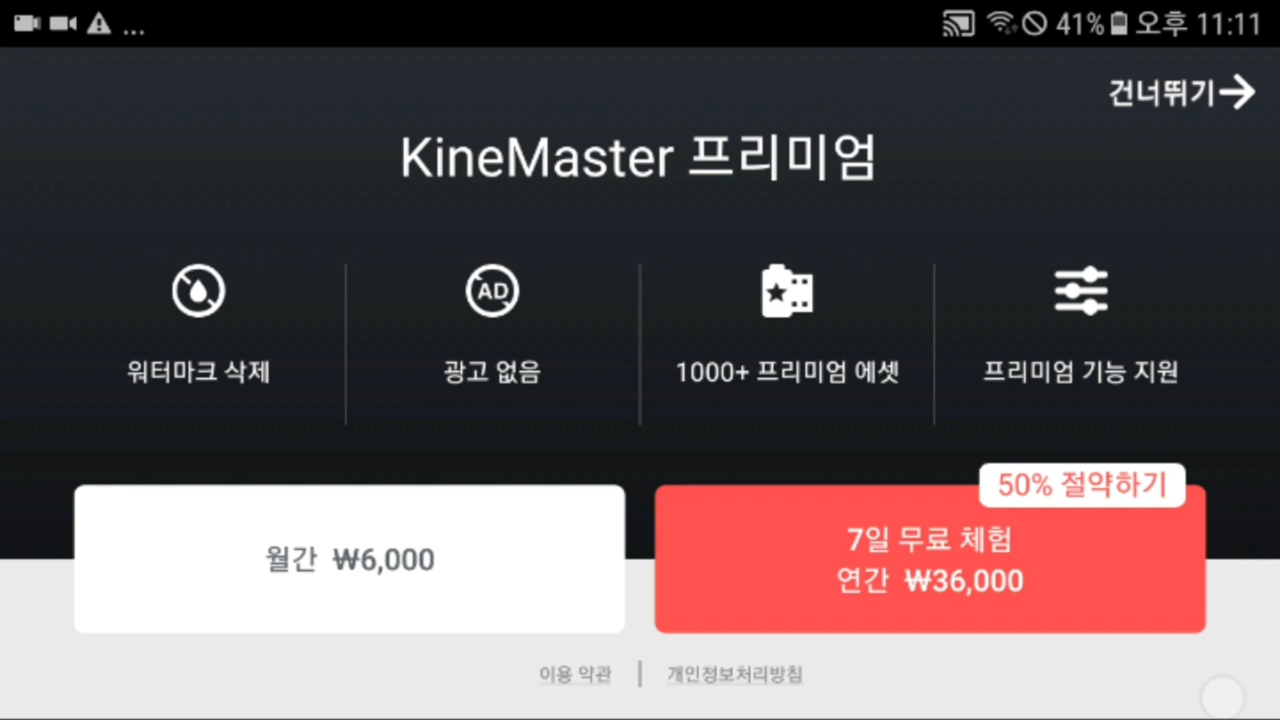 ... 41% 오후 11:11
건너뛰기
KineMaster 프리미엄
AD
워터마크 삭제
광고 없음
1000+ 프리미엄 에셋
프리미엄 기능 지원
50% 절약하기
월간 ₩6,000
7일 무료 체험
연간 ₩36,000
이용 약관 | 개인정보처리방침